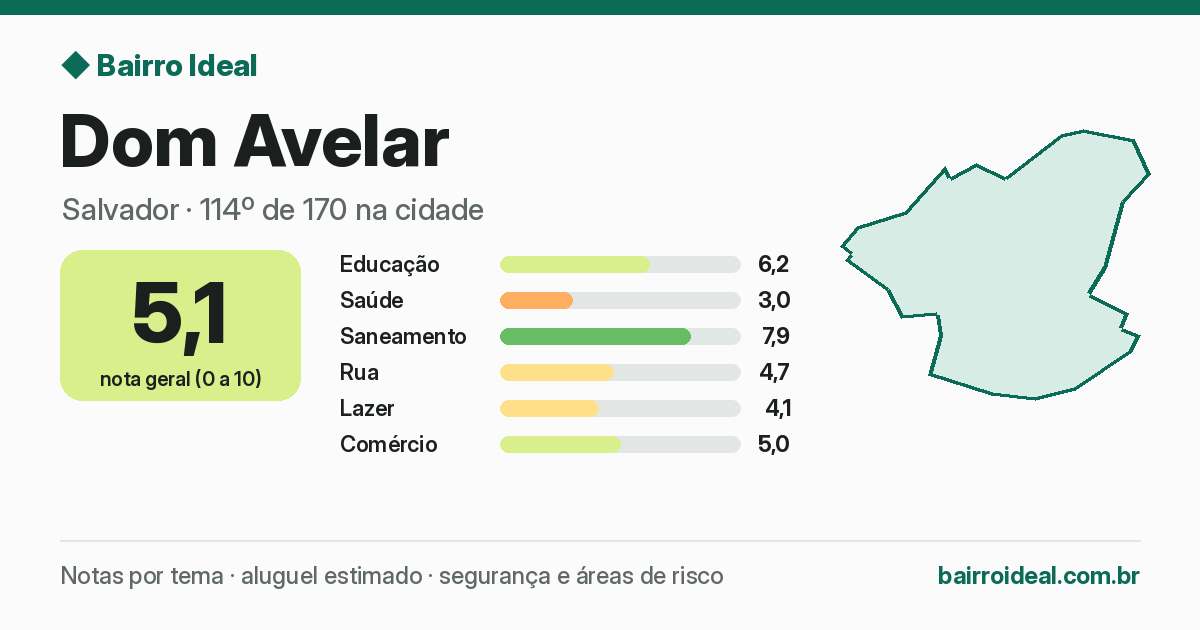 Bairro Ideal
Dom Avelar
Salvador · 114º de 170 na cidade
5,1
nota geral (0 a 10)
Educação 6,2
Saúde 3,0
Saneamento 7,9
Rua 4,7
Lazer 4,1
Comércio 5,0
Notas por tema · aluguel estimado · segurança e áreas de risco
bairroideal.com.br